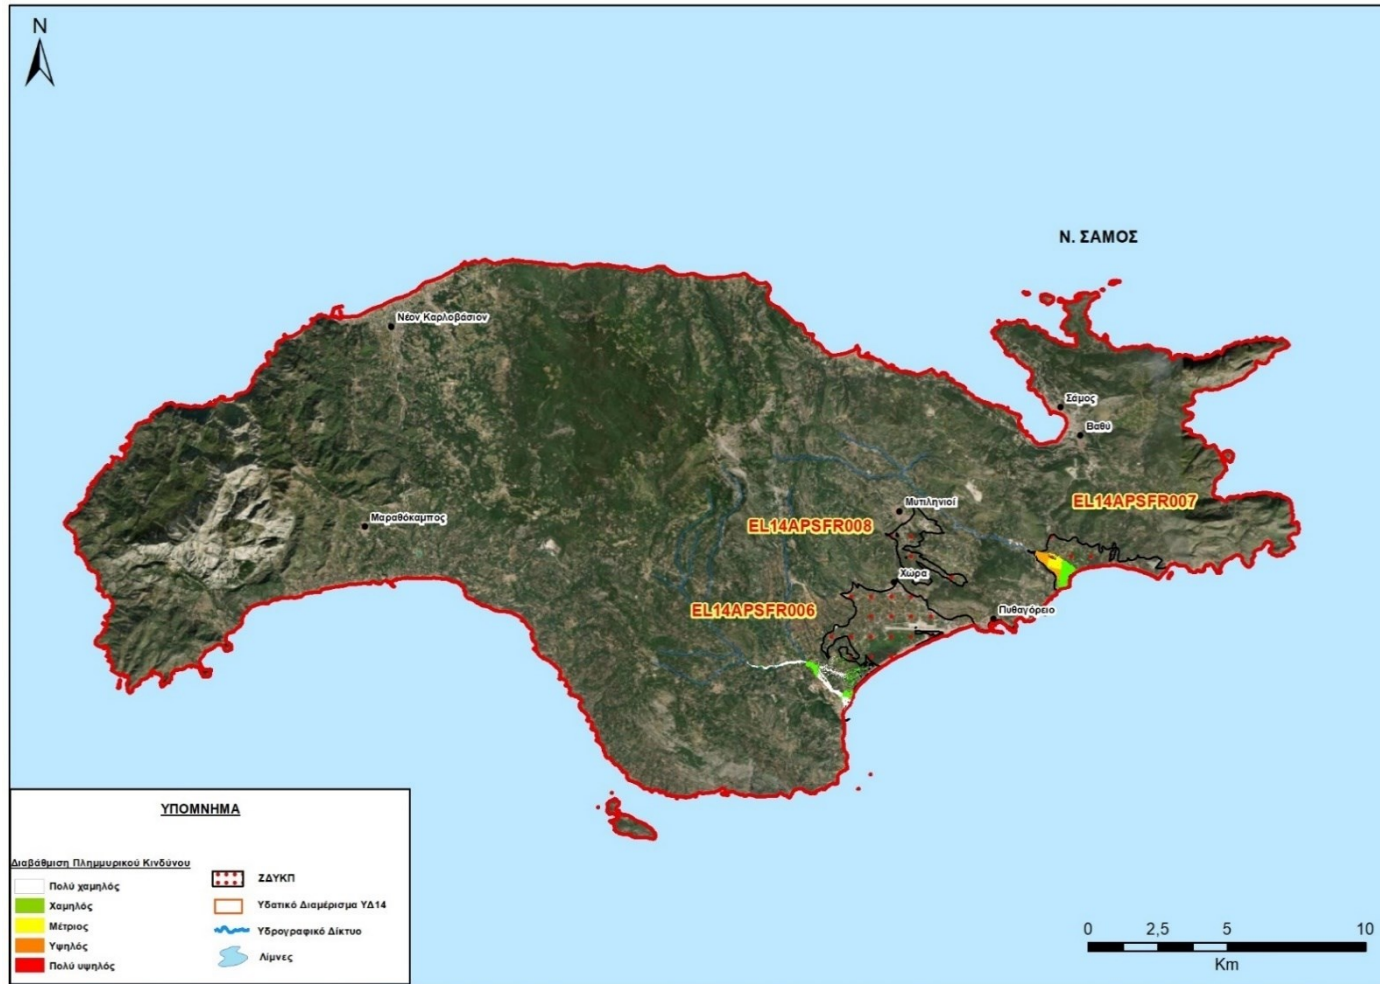 N
Ν. ΣΑΜΟΣ
Νέον Καρλοβάσιον
Σάμος
Βαθύ
Μυτιληνιοί
EL14APSFR007
EL14APSFR008
Μαραθόκαμπος
Χώρα
EL14APSFR006
Πυθαγόρειο
ΥΠΟΜΝΗΜΑ
Διαβάθμιση Πλημμυρικού Κινδύνου
Πολύ χαμηλός
Χαμηλός
Μέτριος
Υψηλός
Πολύ υψηλός
ΖΔΥΚΠ
Υδατικό Διαμέρισμα ΥΔ14
Υδρογραφικό Δίκτυο
Λίμνες
0 2,5 5 10
Km